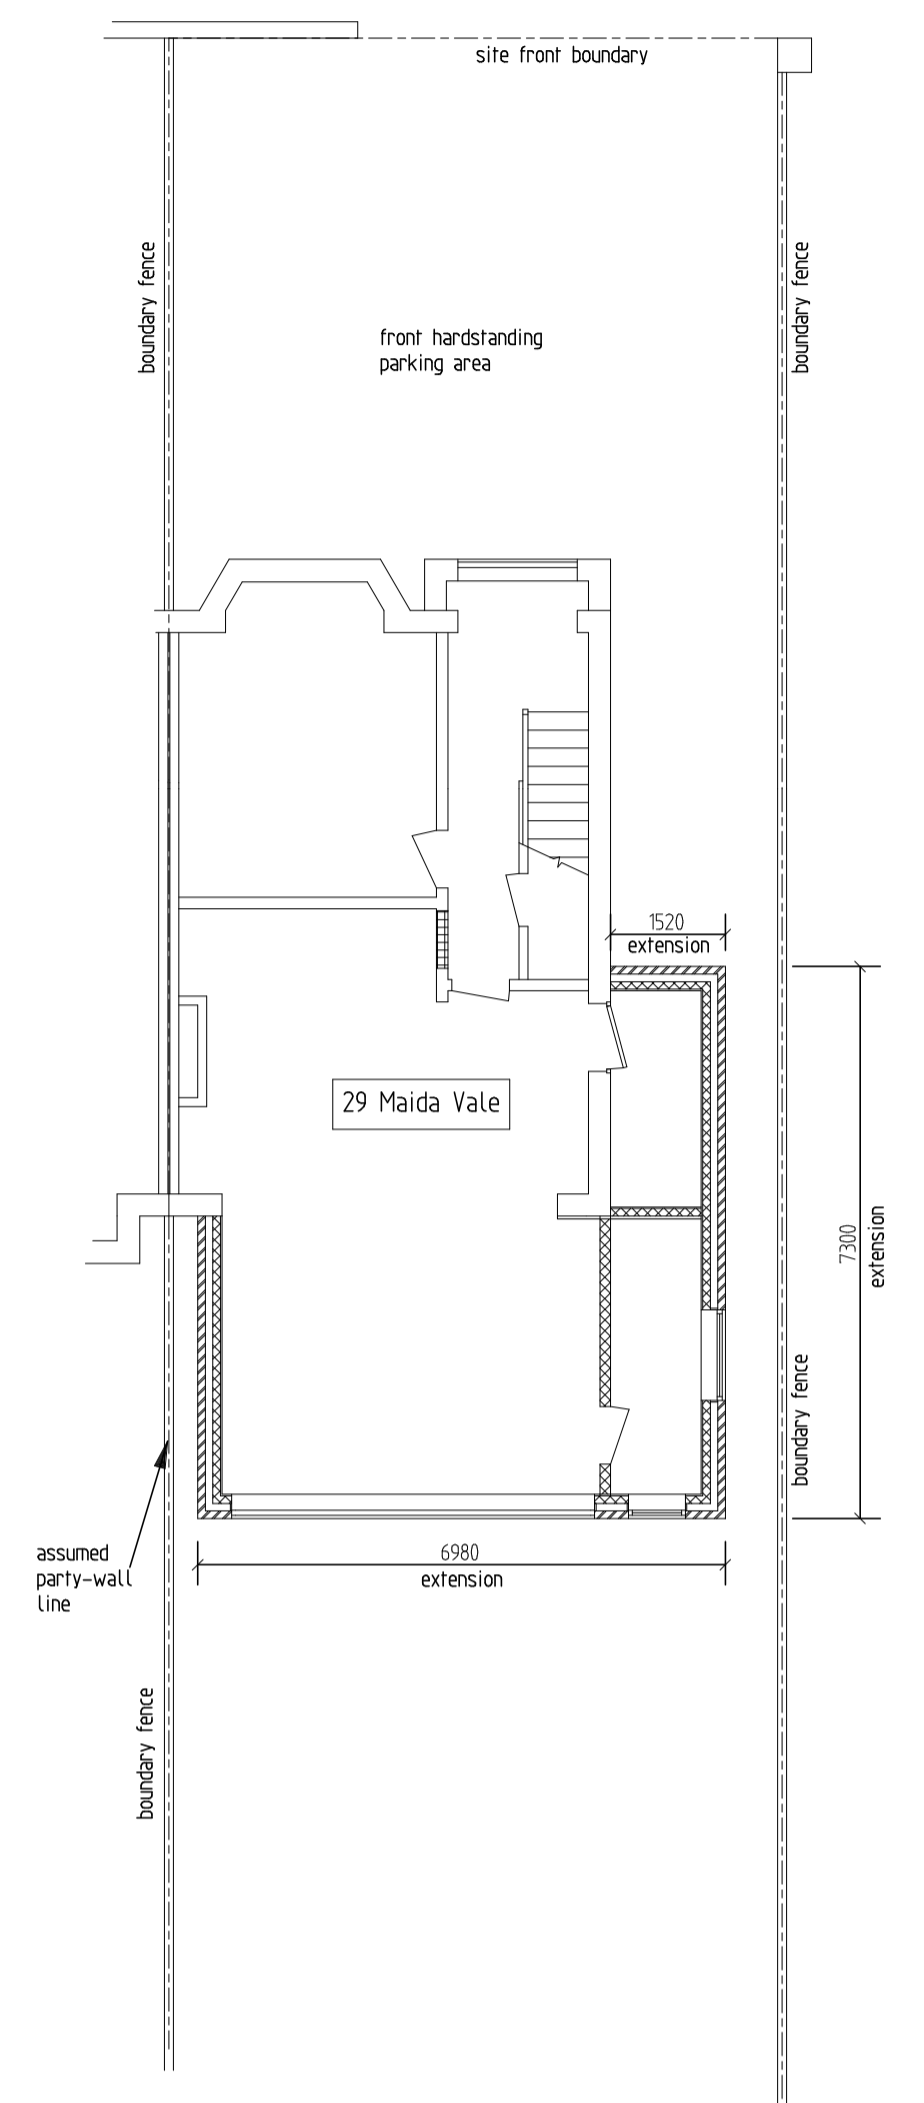 site front boundary
boundary fence
boundary fence
front hardstanding
parking area
1520
extension
29 Maida Vale
7300
extension
boundary fence
assumed
party-wall
line
6980
extension
boundary fence